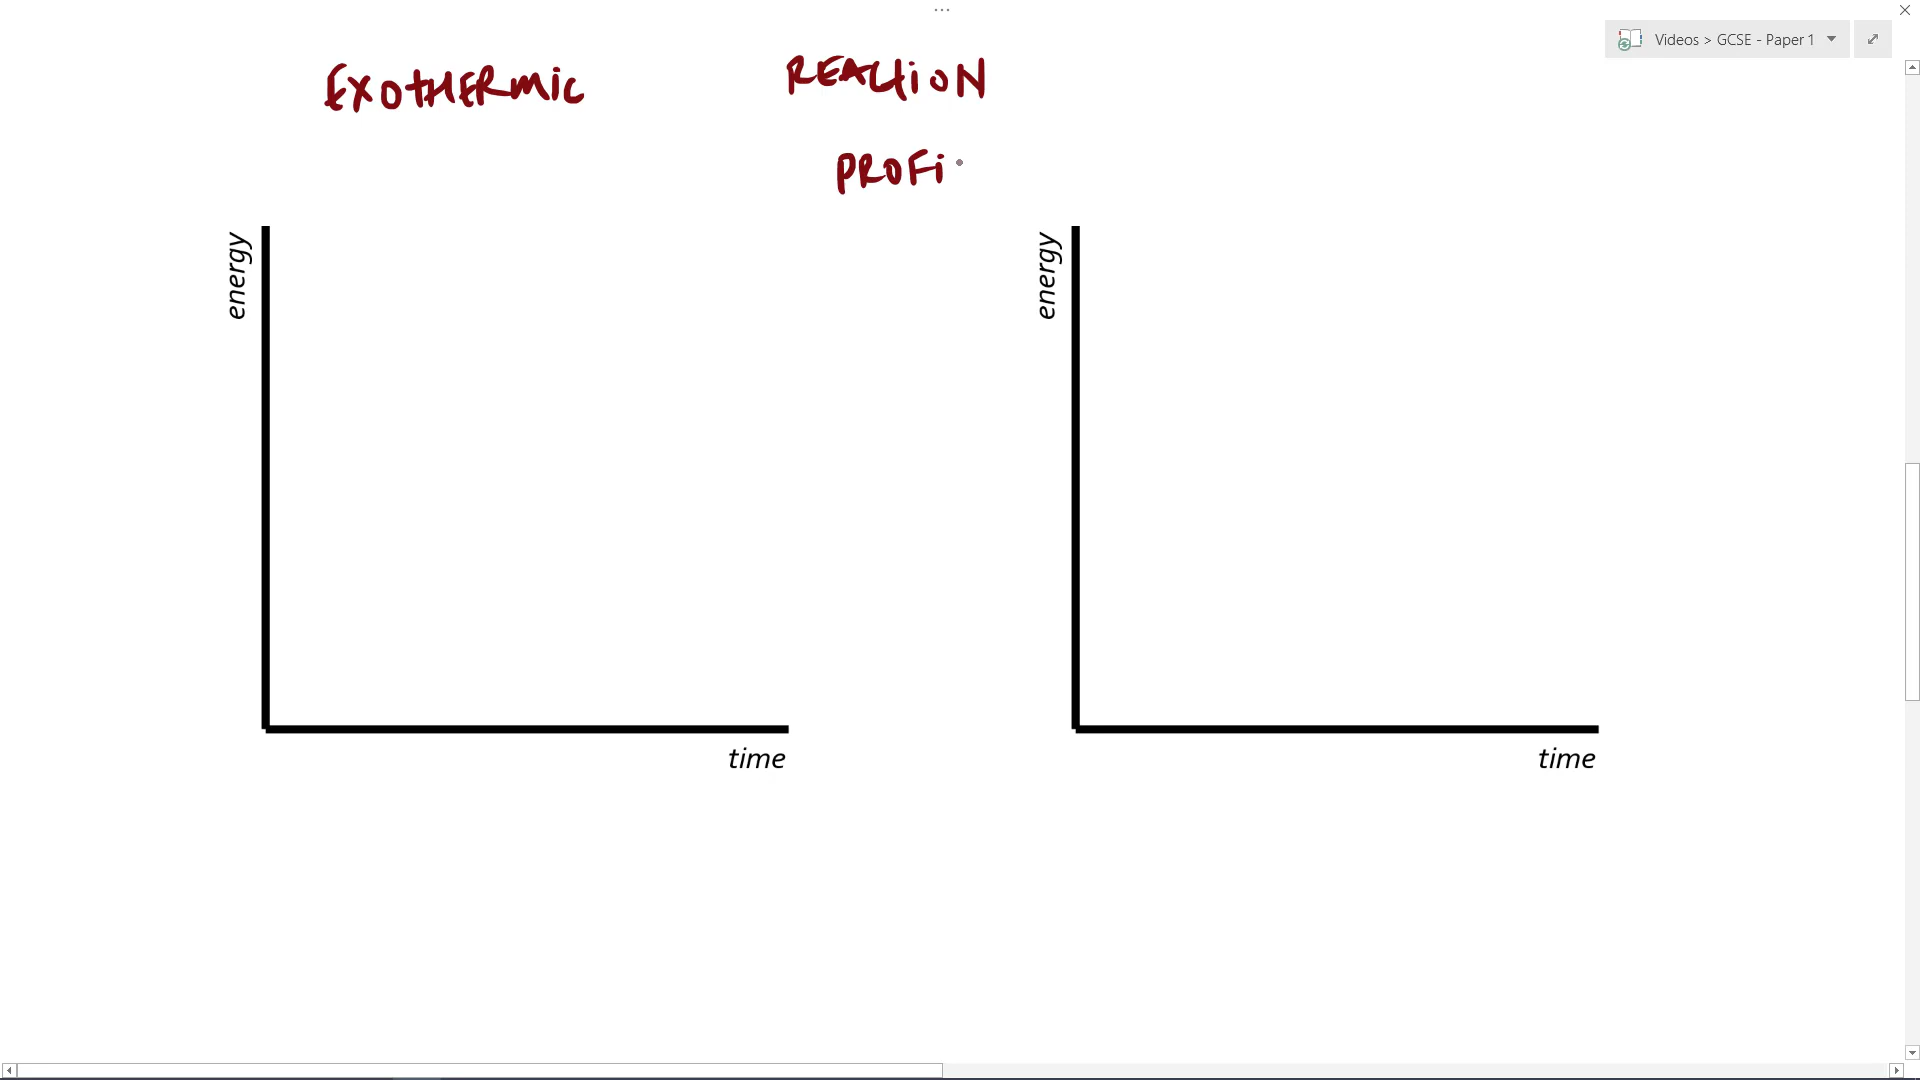 Videos > GCSE - Paper 1
EXOTHERMIC
REACTION
PROFI
energy
energy
time
time